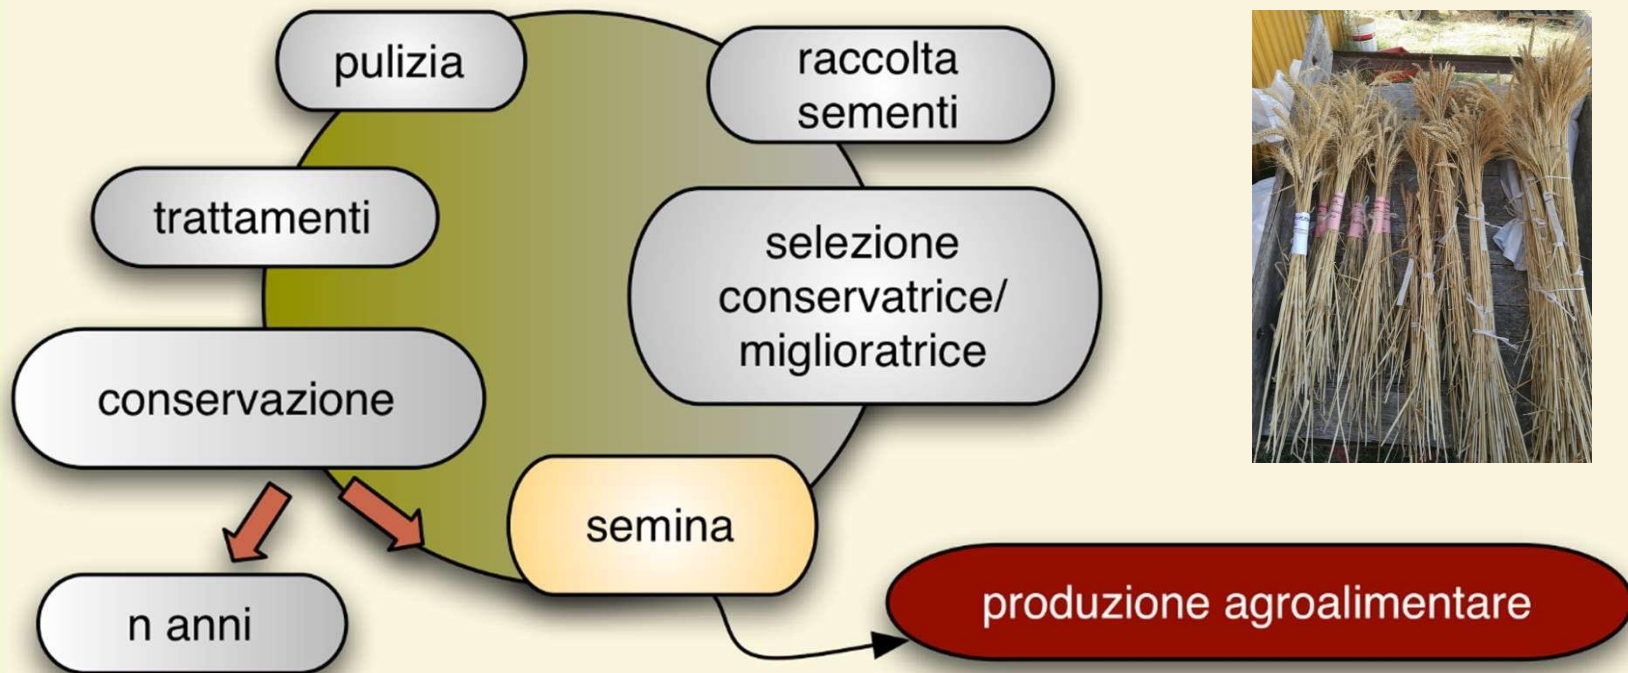 pulizia
raccolta
sementi
trattamenti
selezione
conservatrice/
miglioratrice
conservazione
semina
n anni
produzione agroalimentare